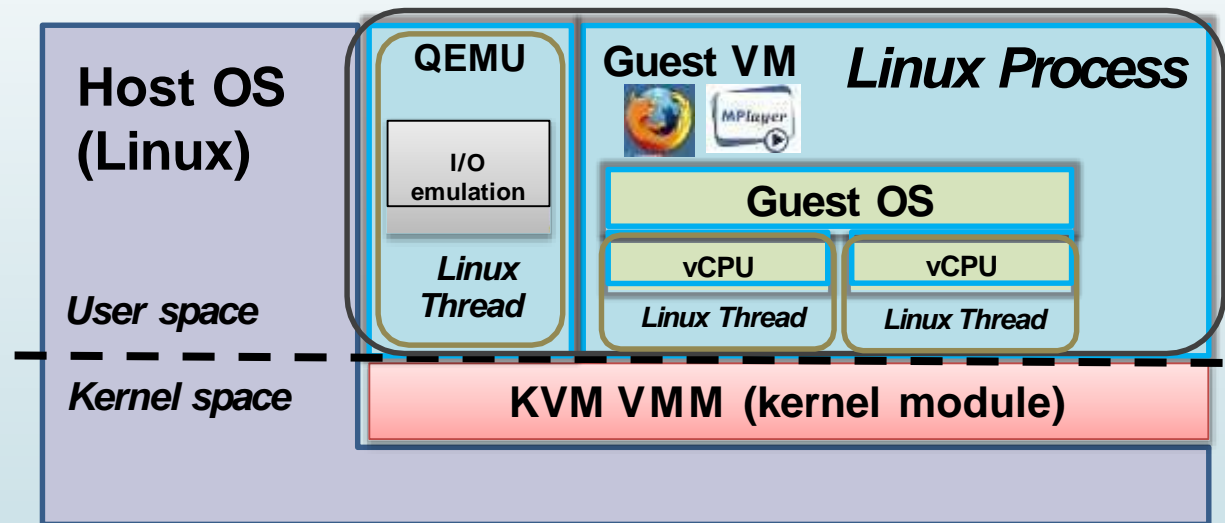 Host OS
(Linux)
User space
Kernel space
QEMU
I/O
emulation
Linux
Thread
Guest VM
Linux Process
MPlayer
Guest OS
vCPU
vCPU
Linux Thread
Linux Thread
KVM VMM (kernel module)